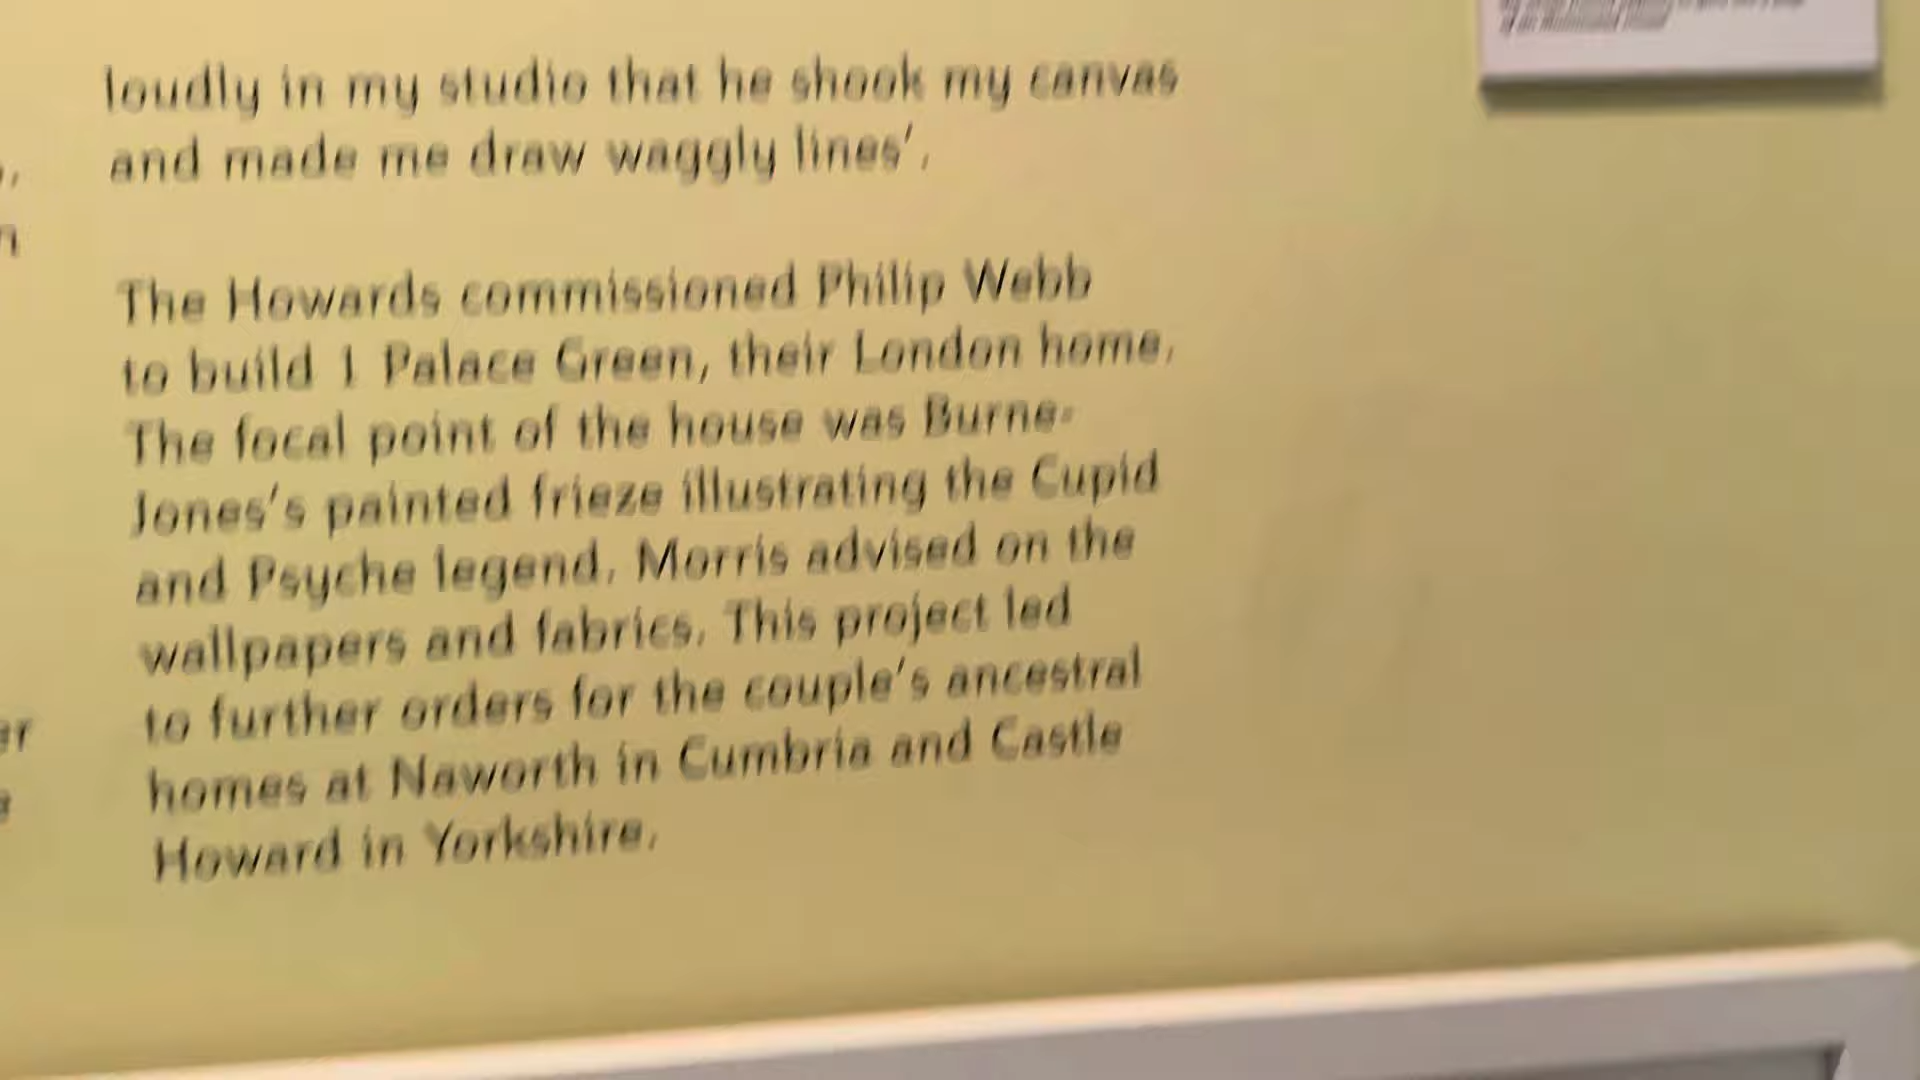 loudly in my studio that he shook my canvas
and made me draw waggly lines'.
The Howards commissioned Philip Webb
to build 1 Palace Green, their London home.
The focal point of the house was Burne-
Jones's painted frieze illustrating the Cupid
and Psyche legend. Morris advised on the
wallpapers and fabrics. This project led
to further orders for the couple's ancestral
homes at Naworth in Cumbria and Castle
Howard in Yorkshire.